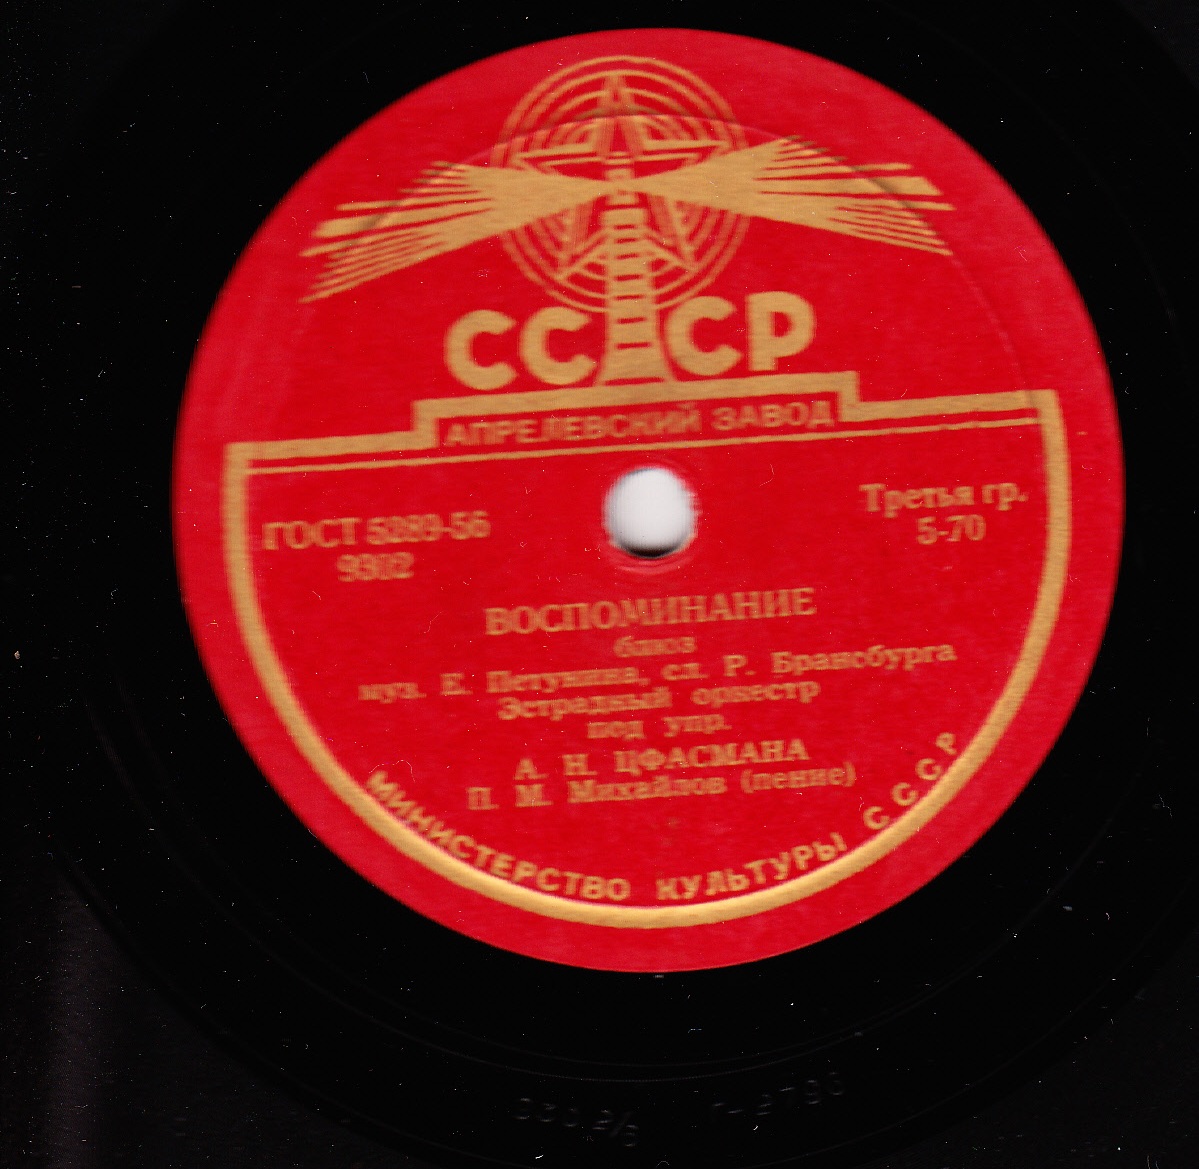 СССР
АПРЕЛЕВСКИЙ ЗАВОД
ГОСТ 5289-56
9302
Третья гр.
5-70
ВОСПОМИНАНИЕ
блюз
муз. Е. Петунина, сл. Р. Брансбурга
Эстрадный оркестр
под упр.
А. Н. ЦФАСМАНА
П. М. Михайлов (пение)
МИНИСТЕРСТВО КУЛЬТУРЫ СССР